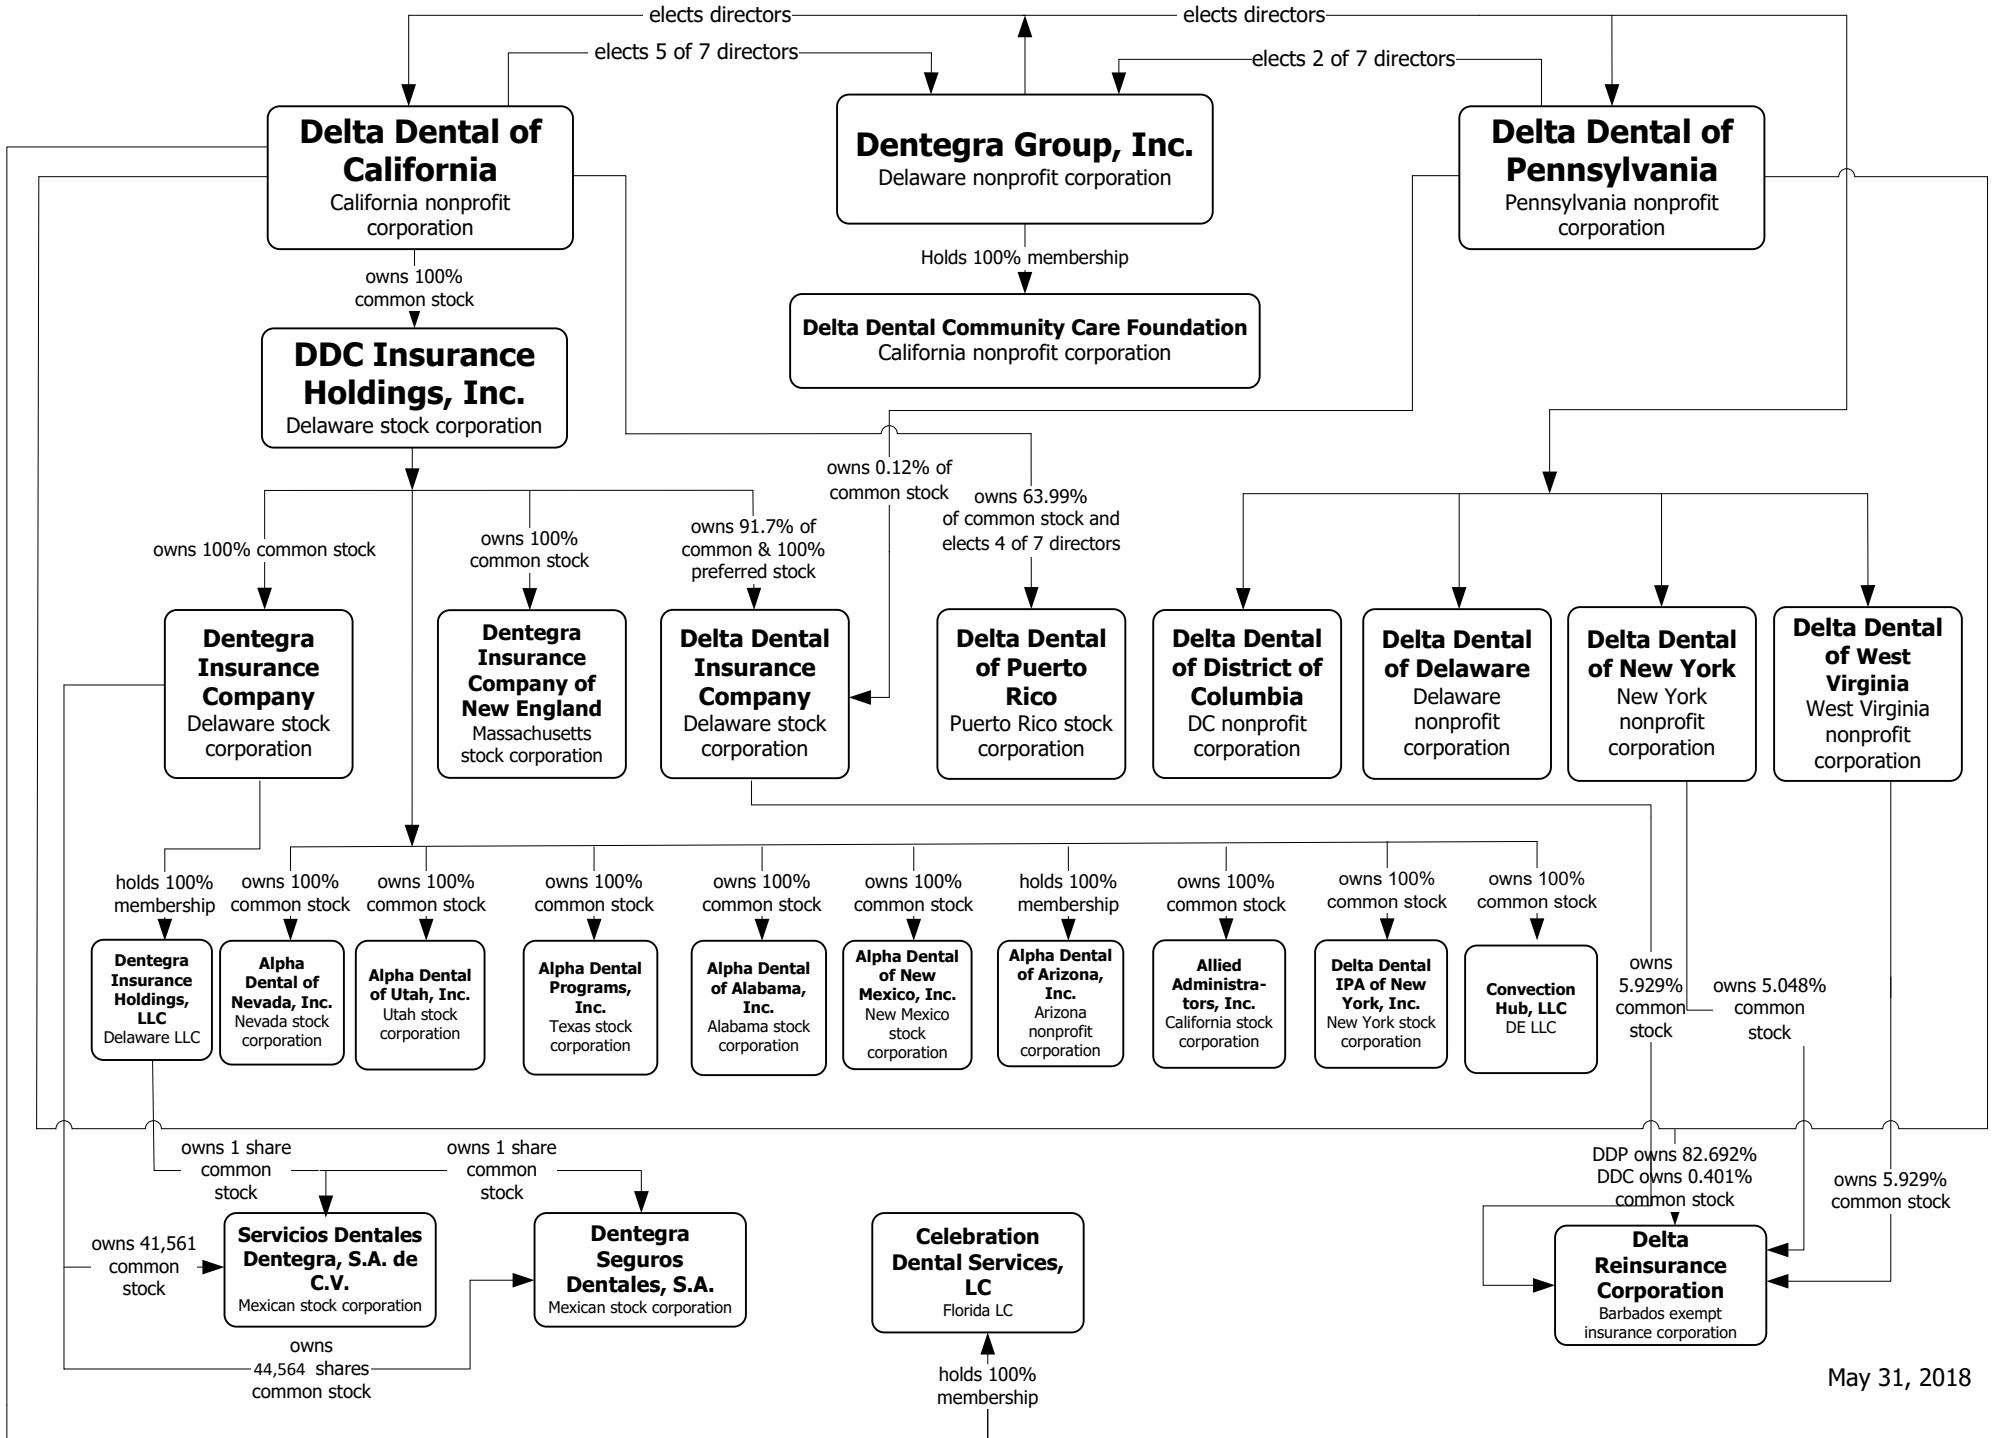 elects directors
elects directors
elects 5 of 7 directors
elects 2 of 7 directors
Delta Dental of
California
California nonprofit
corporation
Dentegra Group, Inc.
Delaware nonprofit corporation
Delta Dental of
Pennsylvania
Pennsylvania nonprofit
corporation
owns 100%
common stock
Holds 100% membership
DDC Insurance
Holdings, Inc.
Delaware stock corporation
Delta Dental Community Care Foundation
California nonprofit corporation
owns 100% common stock
owns 100%
common stock
owns 91.7% of
common & 100%
preferred stock
owns 0.12% of
common stock
owns 63.99%
of common stock and
elects 4 of 7 directors
Dentegra
Insurance
Company
Delaware stock
corporation
Dentegra
Insurance
Company of
New England
Massachusetts
stock corporation
Delta Dental
Insurance
Company
Delaware stock
corporation
Delta Dental
of Puerto
Rico
Puerto Rico stock
corporation
Delta Dental
of District of
Columbia
DC nonprofit
corporation
Delta Dental
of Delaware
Delaware
nonprofit
corporation
Delta Dental
of New York
New York
nonprofit
corporation
Delta Dental
of West
Virginia
West Virginia
nonprofit
corporation
holds 100%
membership
owns 100%
common stock
owns 100%
common stock
owns 100%
common stock
owns 100%
common stock
owns 100%
common stock
holds 100%
membership
owns 100%
common stock
owns 100%
common stock
owns 100%
common stock
Dentegra
Insurance
Holdings,
LLC
Delaware LLC
Alpha
Dental of
Nevada, Inc.
Nevada stock
corporation
Alpha Dental
of Utah, Inc.
Utah stock
corporation
Alpha Dental
Programs,
Inc.
Texas stock
corporation
Alpha Dental
of Alabama,
Inc.
Alabama stock
corporation
Alpha Dental
of New
Mexico, Inc.
New Mexico
stock
corporation
Alpha Dental
of Arizona,
Inc.
Arizona
nonprofit
corporation
Allied
Administra-
tors, Inc.
California stock
corporation
Delta Dental
IPA of New
York, Inc.
New York stock
corporation
Convection
Hub, LLC
DE LLC
owns
5.929%
common
stock
owns 5.048%
common
stock
owns 1 share
common
stock
owns 1 share
common
stock
DDP owns 82.692%
DDC owns 0.401%
common stock
owns 5.929%
common stock
owns 41,561
common
stock
Servicios Dentales
Dentegra, S.A. de
C.V.
Mexican stock corporation
Dentegra
Seguros
Dentales, S.A.
Mexican stock corporation
Celebration
Dental Services,
LC
Florida LC
Delta
Reinsurance
Corporation
Barbados exempt
insurance corporation
owns
44,564 shares
common stock
holds 100%
membership
May 31, 2018